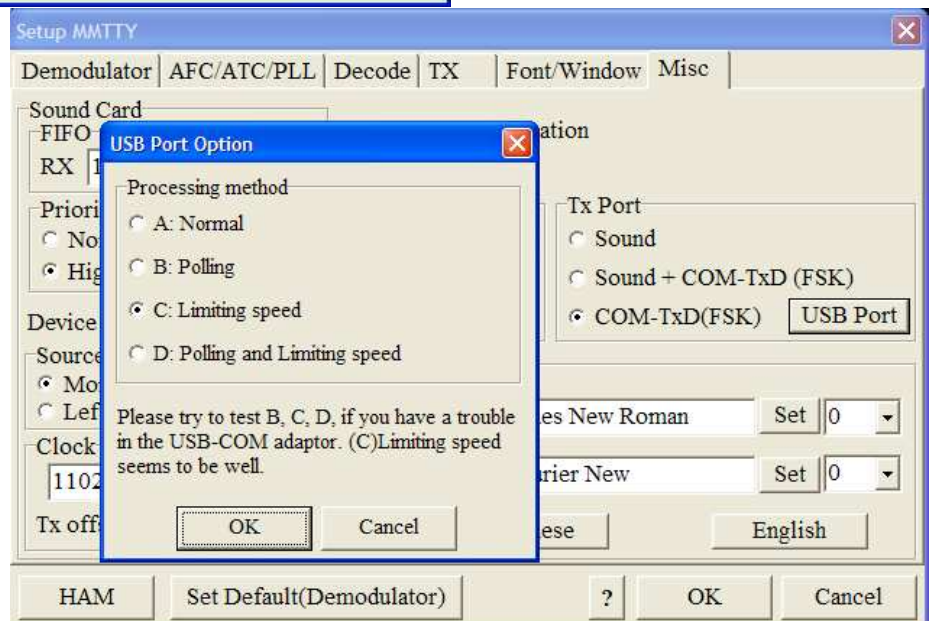 Setup MMTTY
Demodulator AFC/ATC/PLL Decode TX Font/Window Misc
Sound Card
FIFO
RX
USB Port Option
Processing method
A: Normal
B: Polling
C: Limiting speed
D: Polling and Limiting speed
Please try to test B, C, D, if you have a trouble
in the USB-COM adaptor. (C)Limiting speed
seems to be well.
OK Cancel
Tx Port
Sound
Sound + COM-TxD (FSK)
COM-TxD(FSK) USB Port
Device
Source
Clock
1102
Tx off
es New Roman Set 0
rier New Set 0
ese English
HAM Set Default(Demodulator) ? OK Cancel